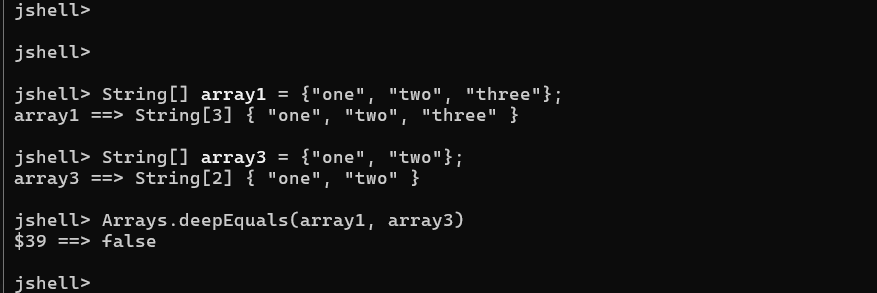 jshell>
jshell>
jshell> String[] array1 = {"one", "two", "three"};
array1 ==> String[3] { "one", "two", "three" }
jshell> String[] array3 = {"one", "two"};
array3 ==> String[2] { "one", "two" }
jshell> Arrays.deepEquals(array1, array3)
$39 ==> false
jshell>